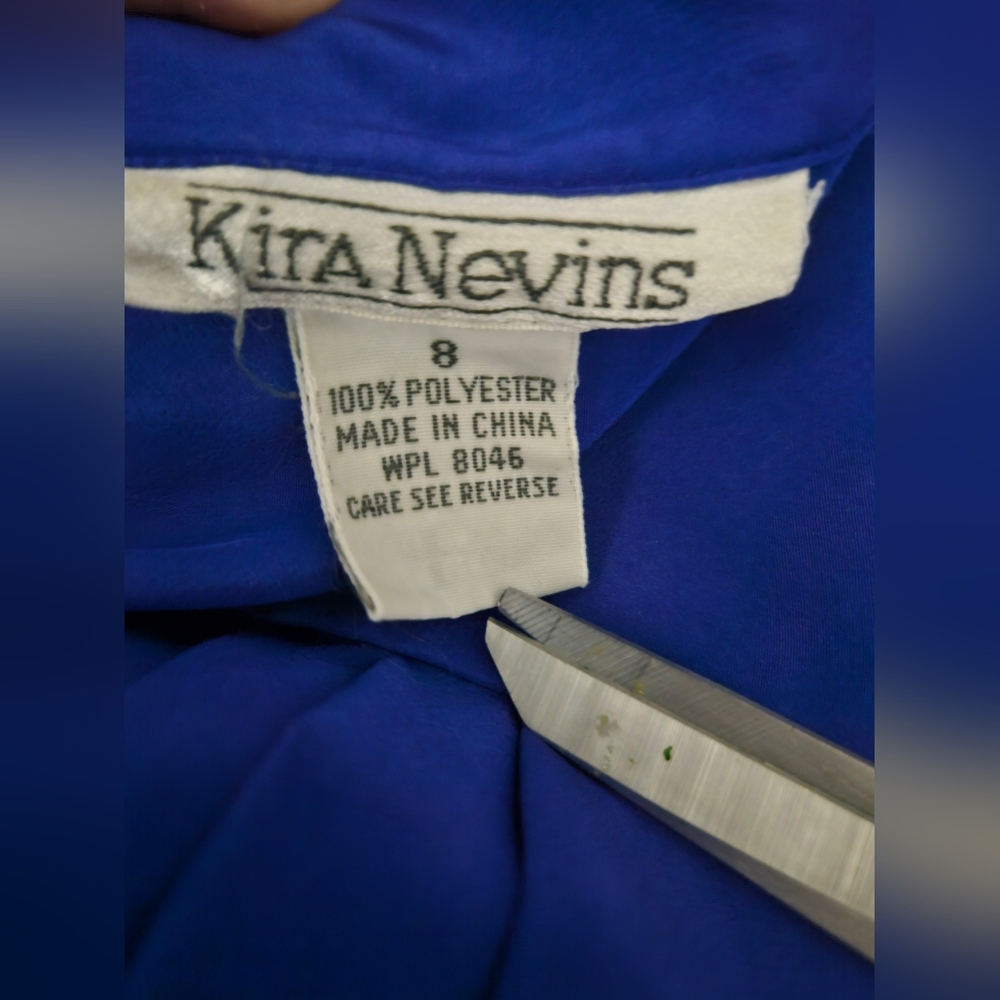 KirA Nevins
8
100% POLYESTER
MADE IN CHINA
WPL 8046
CARE SEE REVERSE